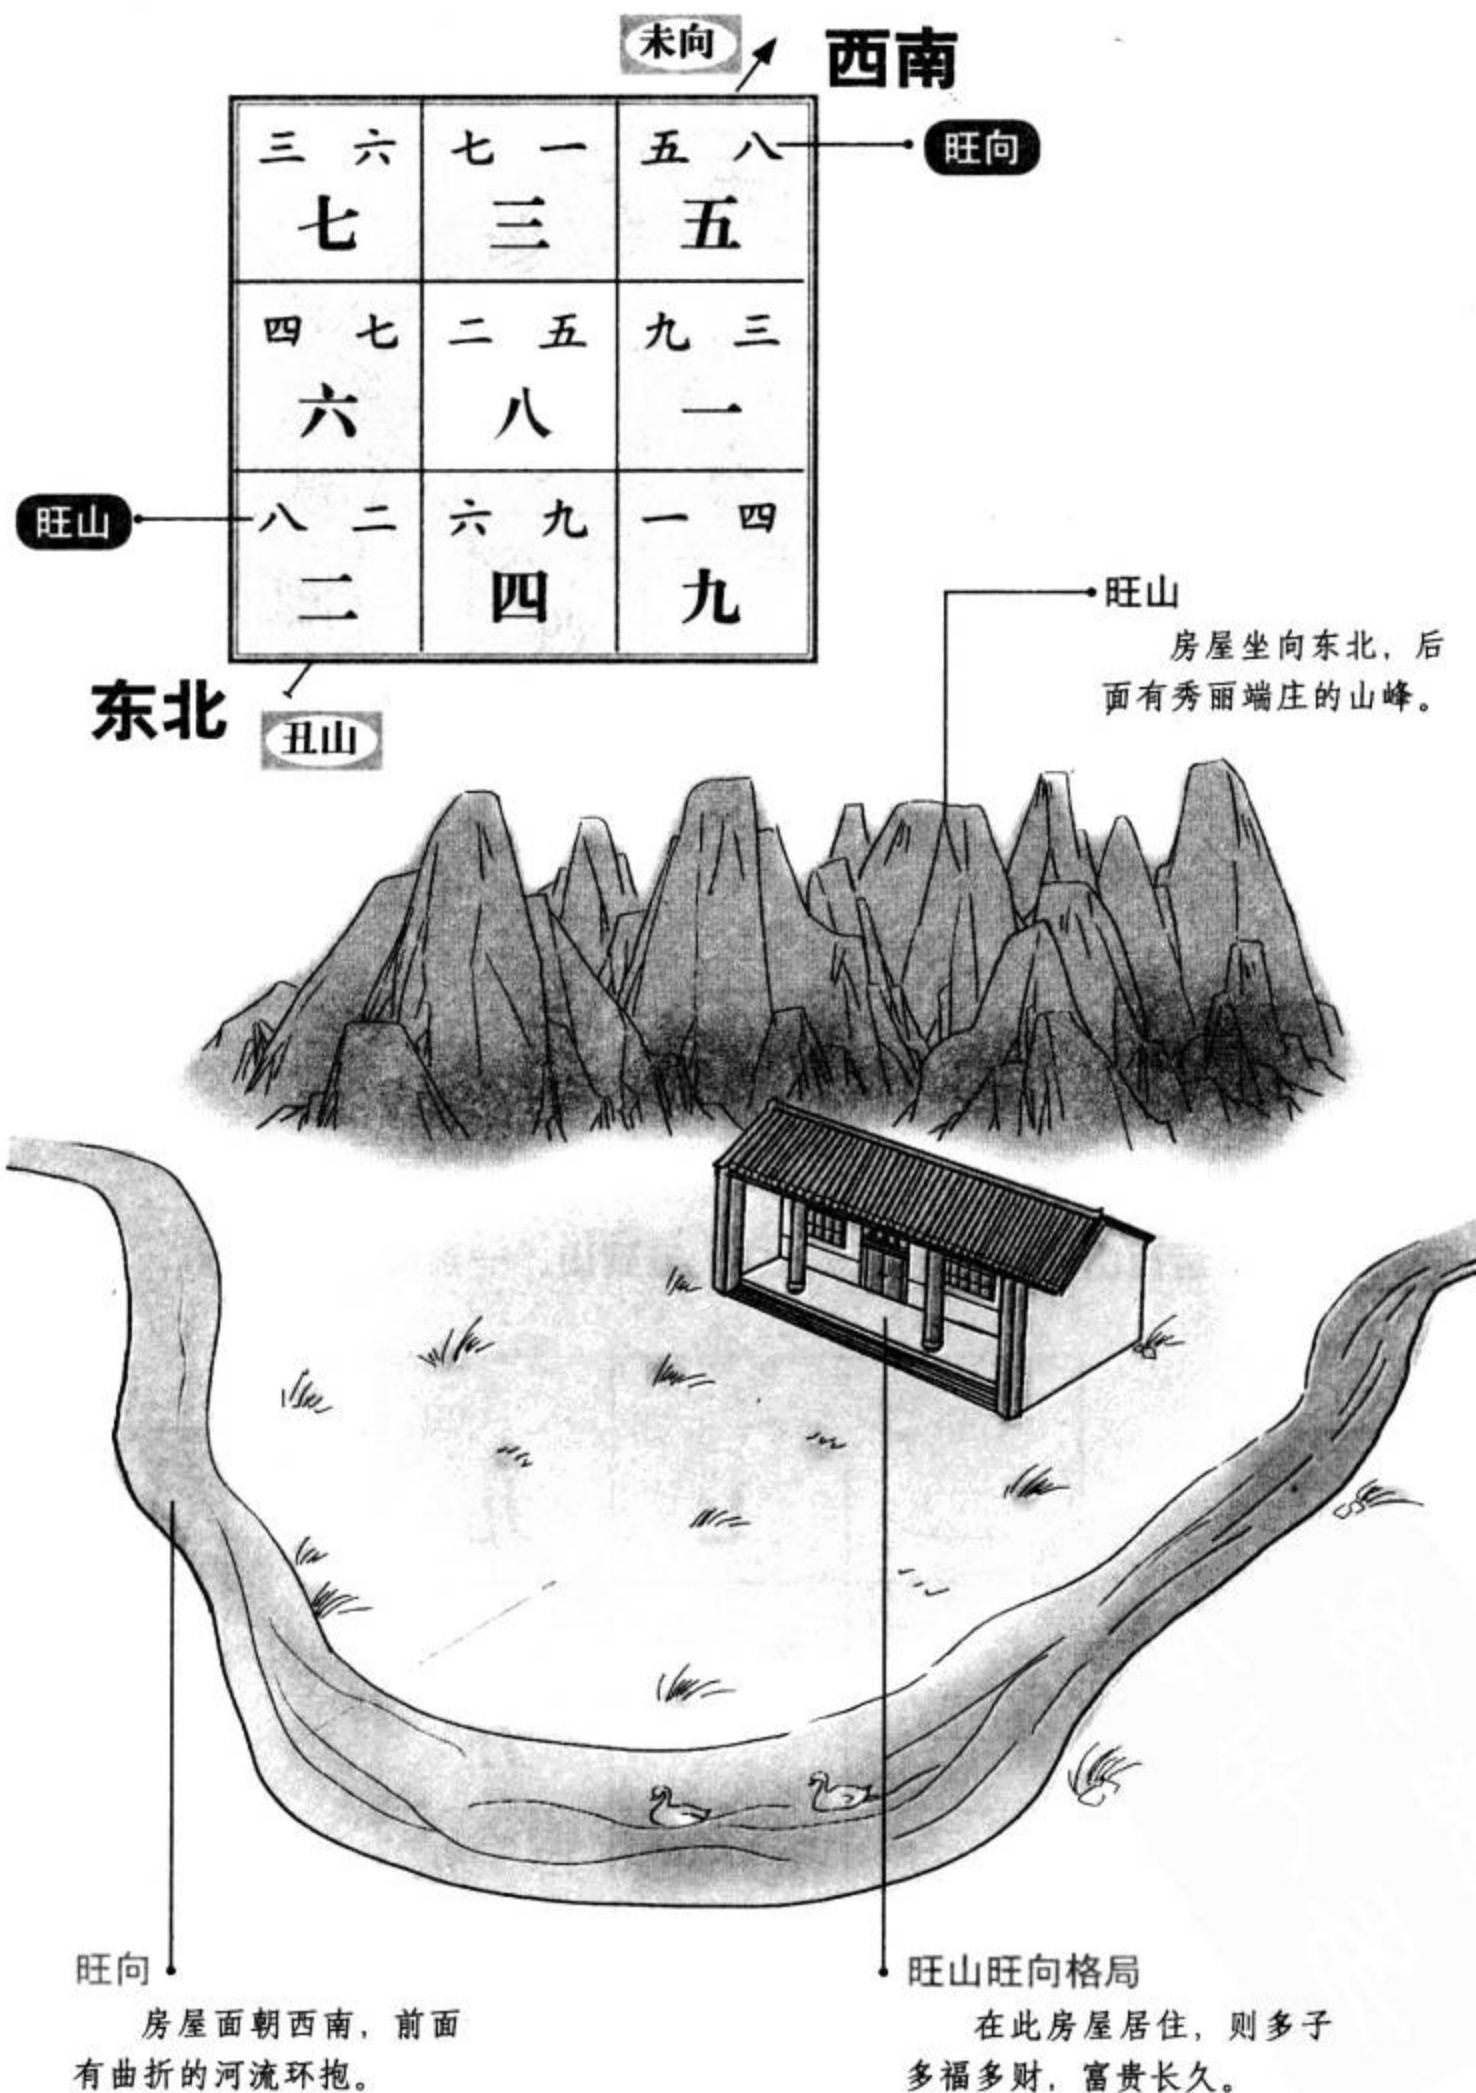 未向
西南
三 六 七 一 五 八
旺向
七 三 五
四 七 二 五 九 三
六 八 一
旺山
八 二 六 九 一 四
二 四 九
东北
丑山
旺山
房屋坐向东北，后
面有秀丽端庄的山峰。
旺向
房屋面朝西南，前面
有曲折的河流环抱。
旺山旺向格局
在此房屋居住，则多子
多福多财，富贵长久。